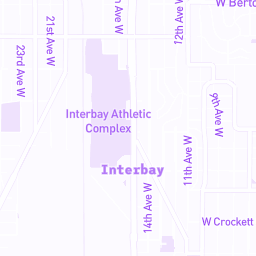 W Berto
21st Ave W
12th Ave W
23rd Ave W
9th Ave W
Interbay Athletic
Complex
Interbay
11th Ave W
14th Ave W
W Crockett